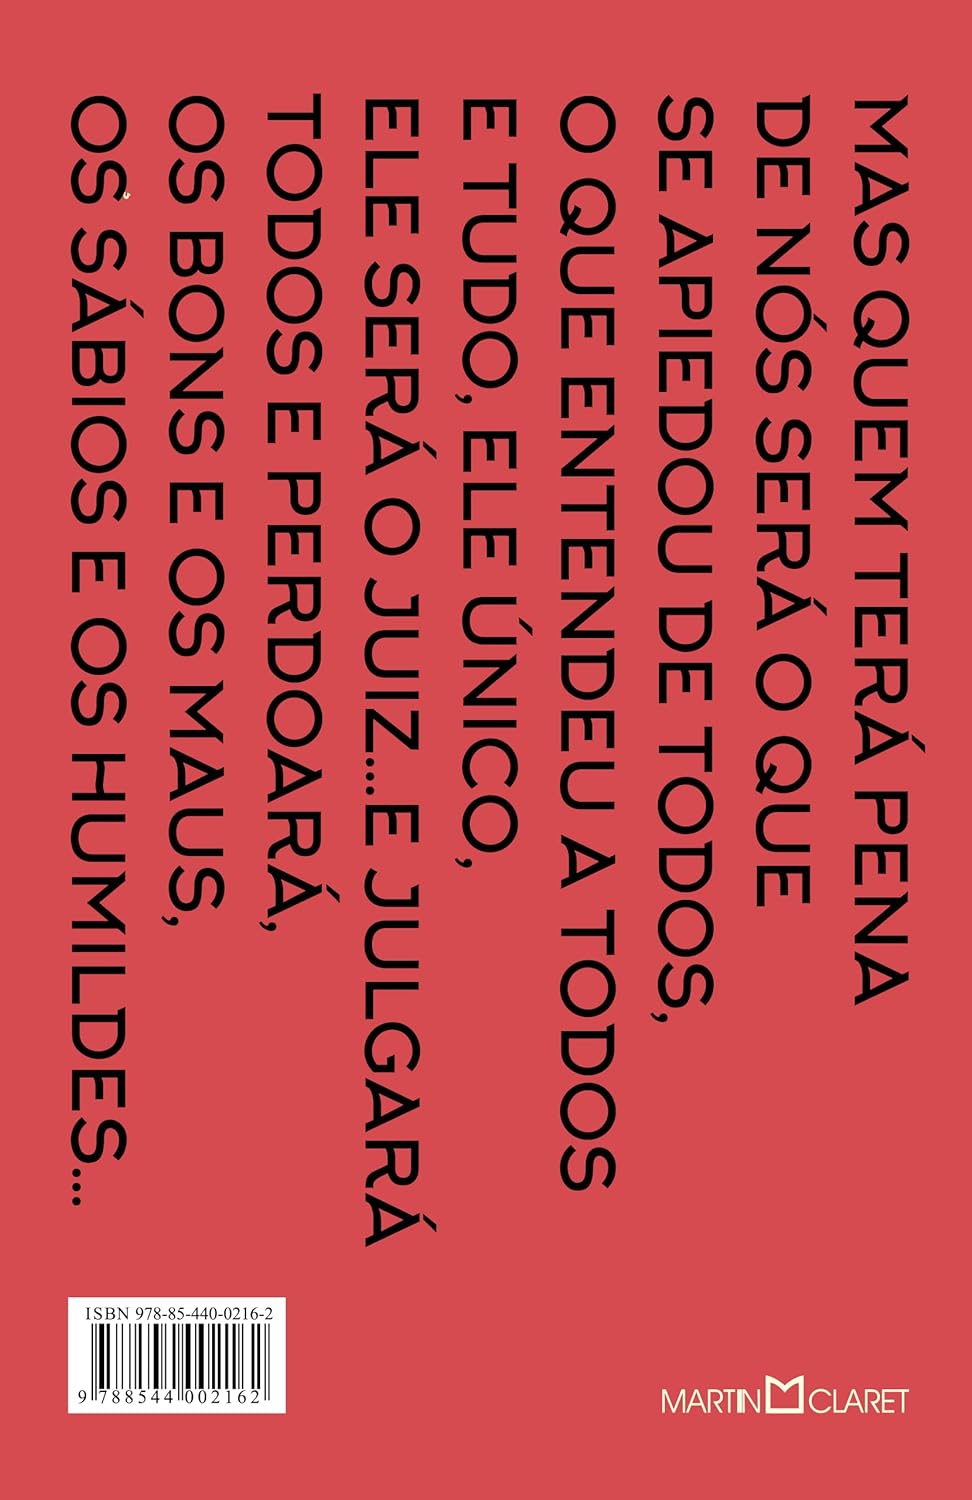 MAS QUEM TERÁ PENA
DE NÓS SERÁ O QUE
SE APIEDOU DE TODOS,
O QUE ENTENDEU A TODOS
E TUDO, ELE ÚNICO,
ELE SERÁ O JUIZ.... E JULGARÁ
TODOS E PERDOARÁ,
OS BONS E OS MAUS,
OS SÁBIOS E OS HUMILDES...
ISBN 978-85-440-0216-2
9 788544 002162
MARTIN CLARET